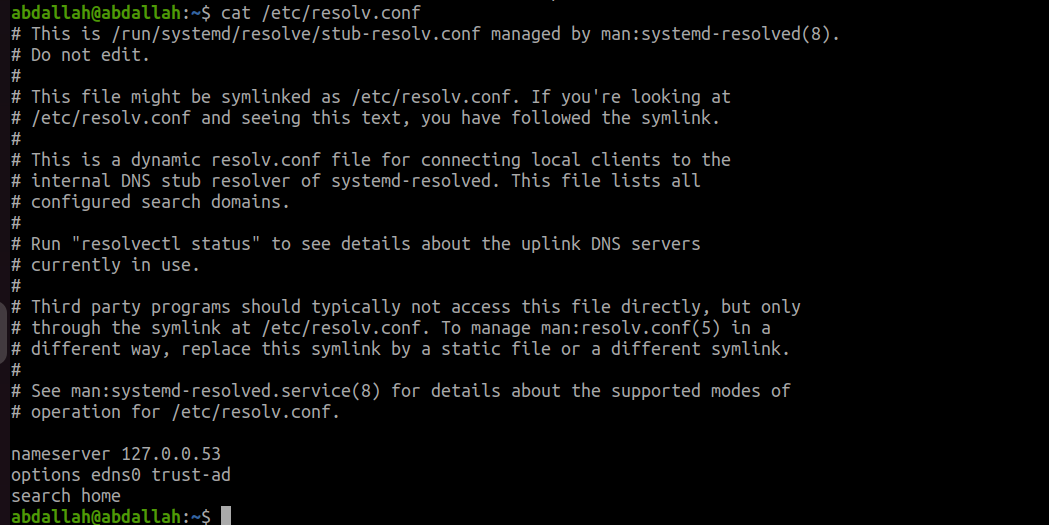 abdallah@abdallah:~$ cat /etc/resolv.conf
# This is /run/systemd/resolve/stub-resolv.conf managed by man:systemd-resolved(8).
# Do not edit.
#
# This file might be symlinked as /etc/resolv.conf. If you're looking at
# /etc/resolv.conf and seeing this text, you have followed the symlink.
#
# This is a dynamic resolv.conf file for connecting local clients to the
# internal DNS stub resolver of systemd-resolved. This file lists all
# configured search domains.
#
# Run "resolvectl status" to see details about the uplink DNS servers
# currently in use.
#
# Third party programs should typically not access this file directly, but only
# through the symlink at /etc/resolv.conf. To manage man:resolv.conf(5) in a
# different way, replace this symlink by a static file or a different symlink.
#
# See man:systemd-resolved.service(8) for details about the supported modes of
# operation for /etc/resolv.conf.

nameserver 127.0.0.53
options edns0 trust-ad
search home
abdallah@abdallah:~$